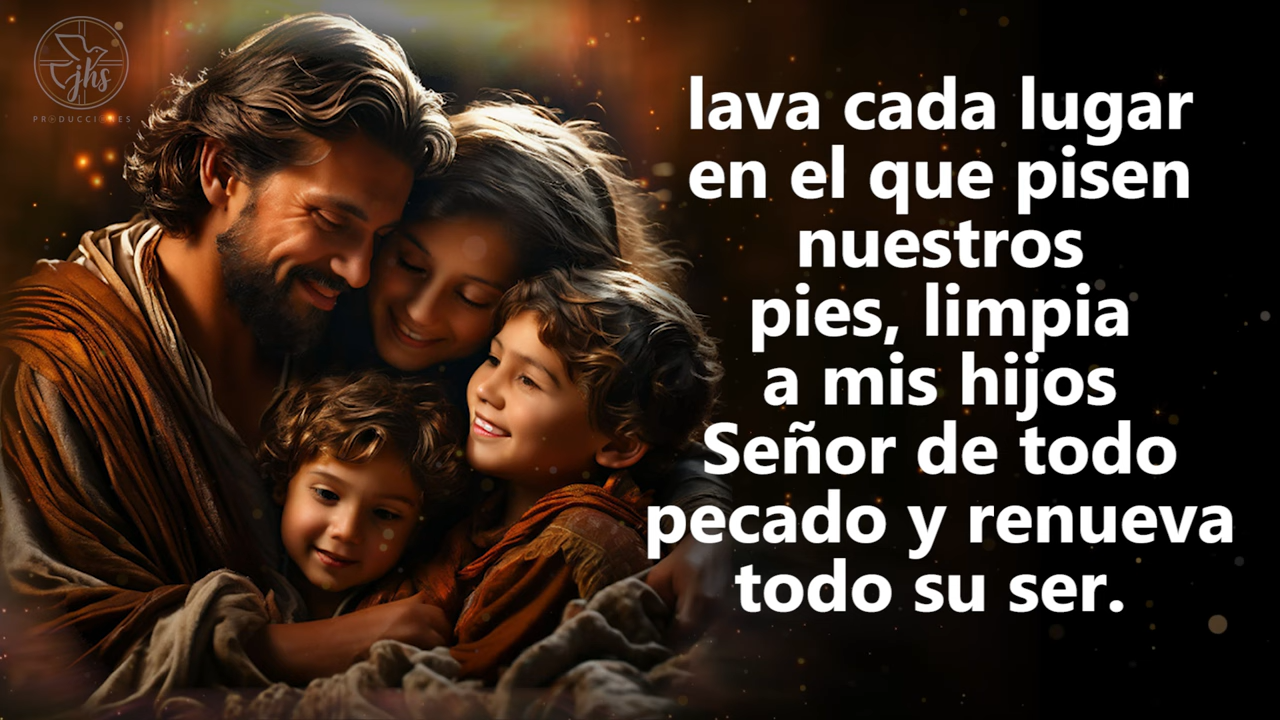 jhs
PRODUCCIONES
lava cada lugar
en el que pisen
nuestros
pies, limpia
a mis hijos
Señor de todo
pecado y renueva
todo su ser.